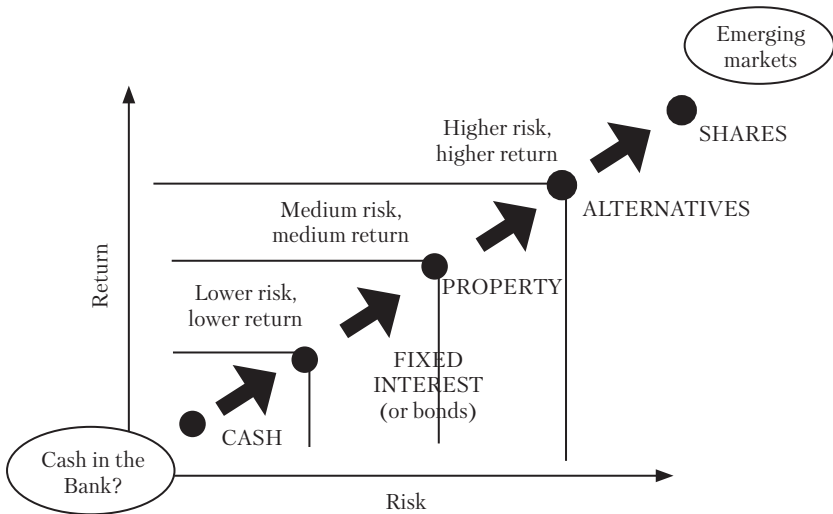 Emerging
markets
SHARES
Higher risk,
higher return
ALTERNATIVES
Medium risk,
medium return
PROPERTY
Lower risk,
lower return
FIXED
INTEREST
(or bonds)
CASH
Cash in the
Bank?
Return
Risk